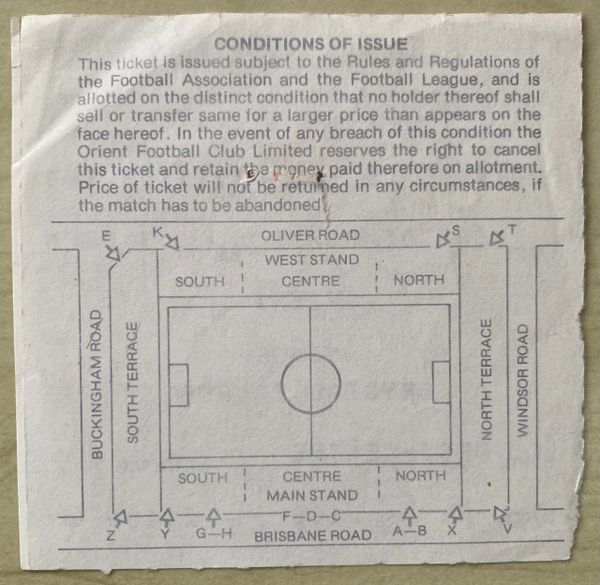 CONDITIONS OF ISSUE
This ticket is issued subject to the Rules and Regulations of
the Football Association and the Football League, and is
allotted on the distinct condition that no holder thereof shall
sell or transfer same for a larger price than appears on the
face hereof. In the event of any breach of this condition the
Orient Football Club Limited reserves the right to cancel
this ticket and retain the money paid therefore on allotment.
Price of ticket will not be returned in any circumstances, if
the match has to be abandoned
E K OLIVER ROAD S T
WEST STAND
SOUTH CENTRE NORTH
BUCKINGHAM ROAD
SOUTH TERRACE
NORTH TERRACE
WINDSOR ROAD
SOUTH CENTRE NORTH
MAIN STAND
F—D—C
Z Y G—H BRISBANE ROAD A—B X V